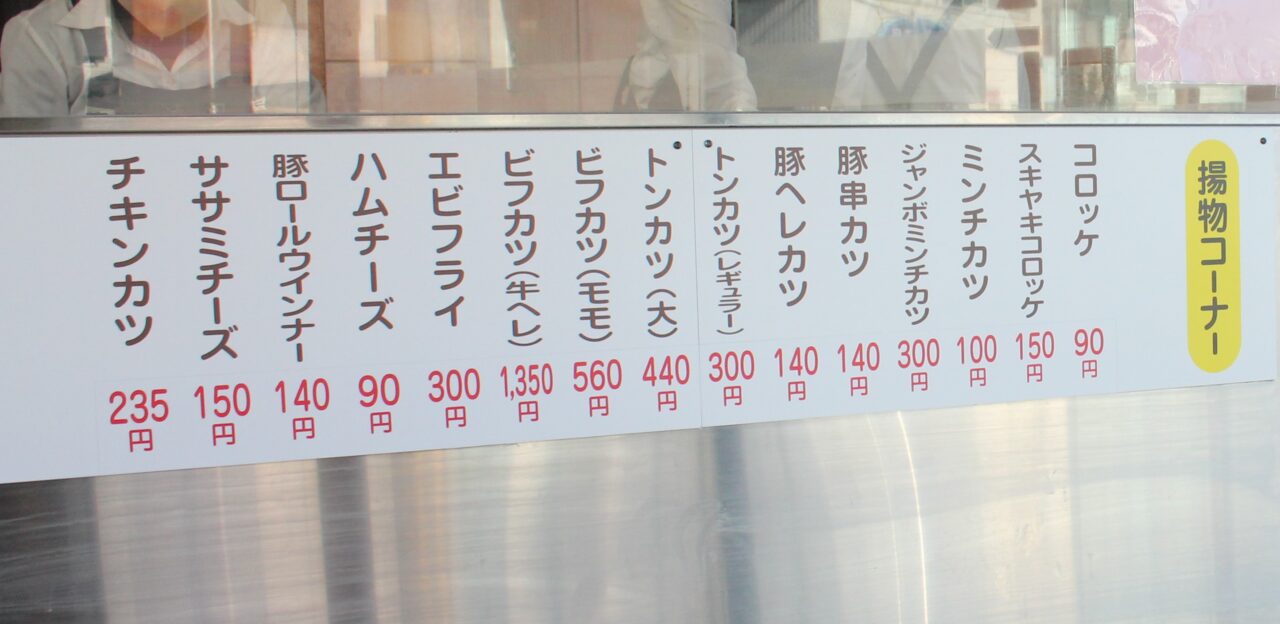 揚物コーナー
コロッケ 90円
スキヤキコロッケ 150円
ミンチカツ 100円
ジャンボミンチカツ 300円
豚串カツ 140円
豚ヘレカツ 140円
トンカツ(レギュラー) 300円
トンカツ(大) 440円
ビフカツ(モモ) 560円
ビフカツ(牛ヘレ) 1,350円
エビフライ 300円
ハムチーズ 90円
豚ロールウインナー 140円
ササミチーズ 150円
チキンカツ 235円